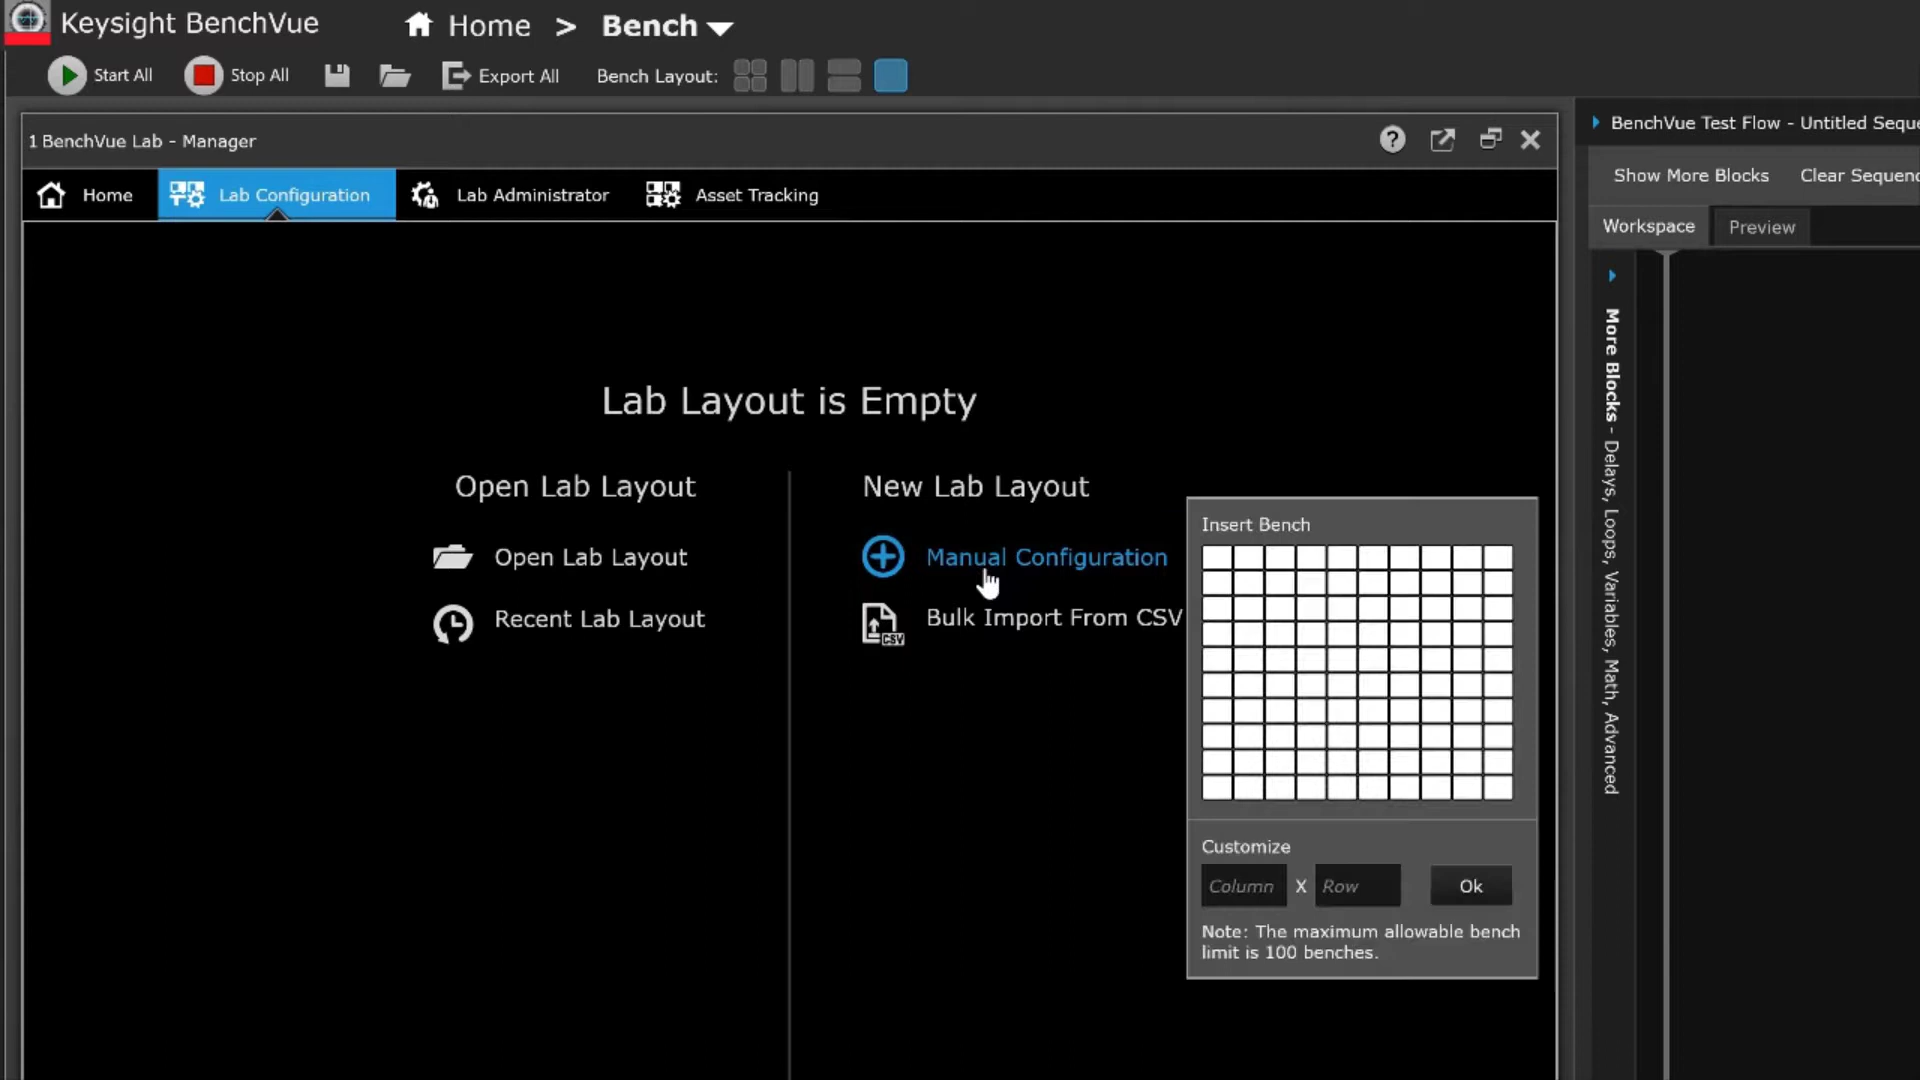 Keysight BenchVue
Home > Bench
Start All
Stop All
Export All
Bench Layout:
1 BenchVue Lab - Manager
?
Home
Lab Configuration
Lab Administrator
Asset Tracking
Lab Layout is Empty
Open Lab Layout
Open Lab Layout
Recent Lab Layout
New Lab Layout
Manual Configuration
CSV
Bulk Import From CSV
Insert Bench
Customize
Column X Row
Ok
Note: The maximum allowable bench
limit is 100 benches.
BenchVue Test Flow - Untitled Seque
Show More Blocks
Clear Sequenc
Workspace
Preview
More Blocks - Delays, Loops, Variables, Math, Advanced